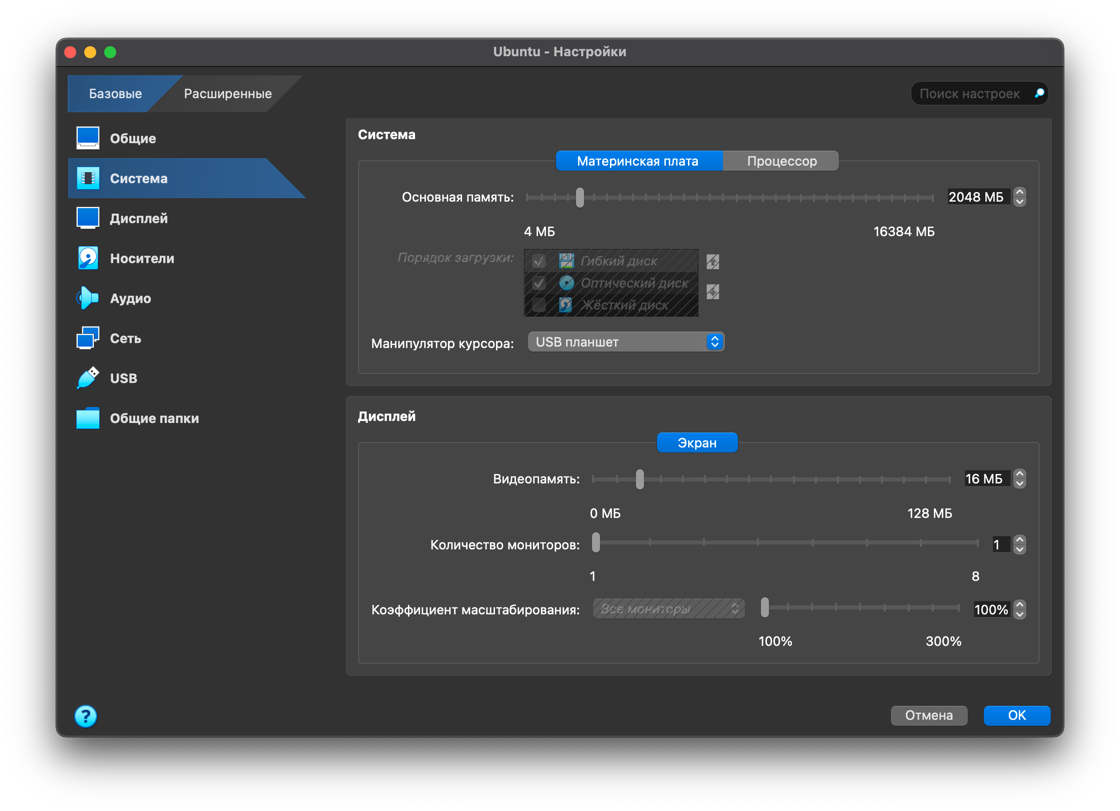 Ubuntu - Настройки
Базовые
Расширенные
Поиск настроек
Общие
Система
Дисплей
Носители
Аудио
Сеть
USB
Общие папки
Система
Материнская плата
Процессор
Основная память:
2048 МБ
4 МБ
16384 МБ
Порядок загрузки:
Гибкий диск
Оптический диск
Жёсткий диск
Манипулятор курсора:
USB планшет
Дисплей
Экран
Видеопамять:
16 МБ
0 МБ
128 МБ
Количество мониторов:
1
1
8
Коэффициент масштабирования:
Все мониторы
100%
100%
300%
?
Отмена
OK